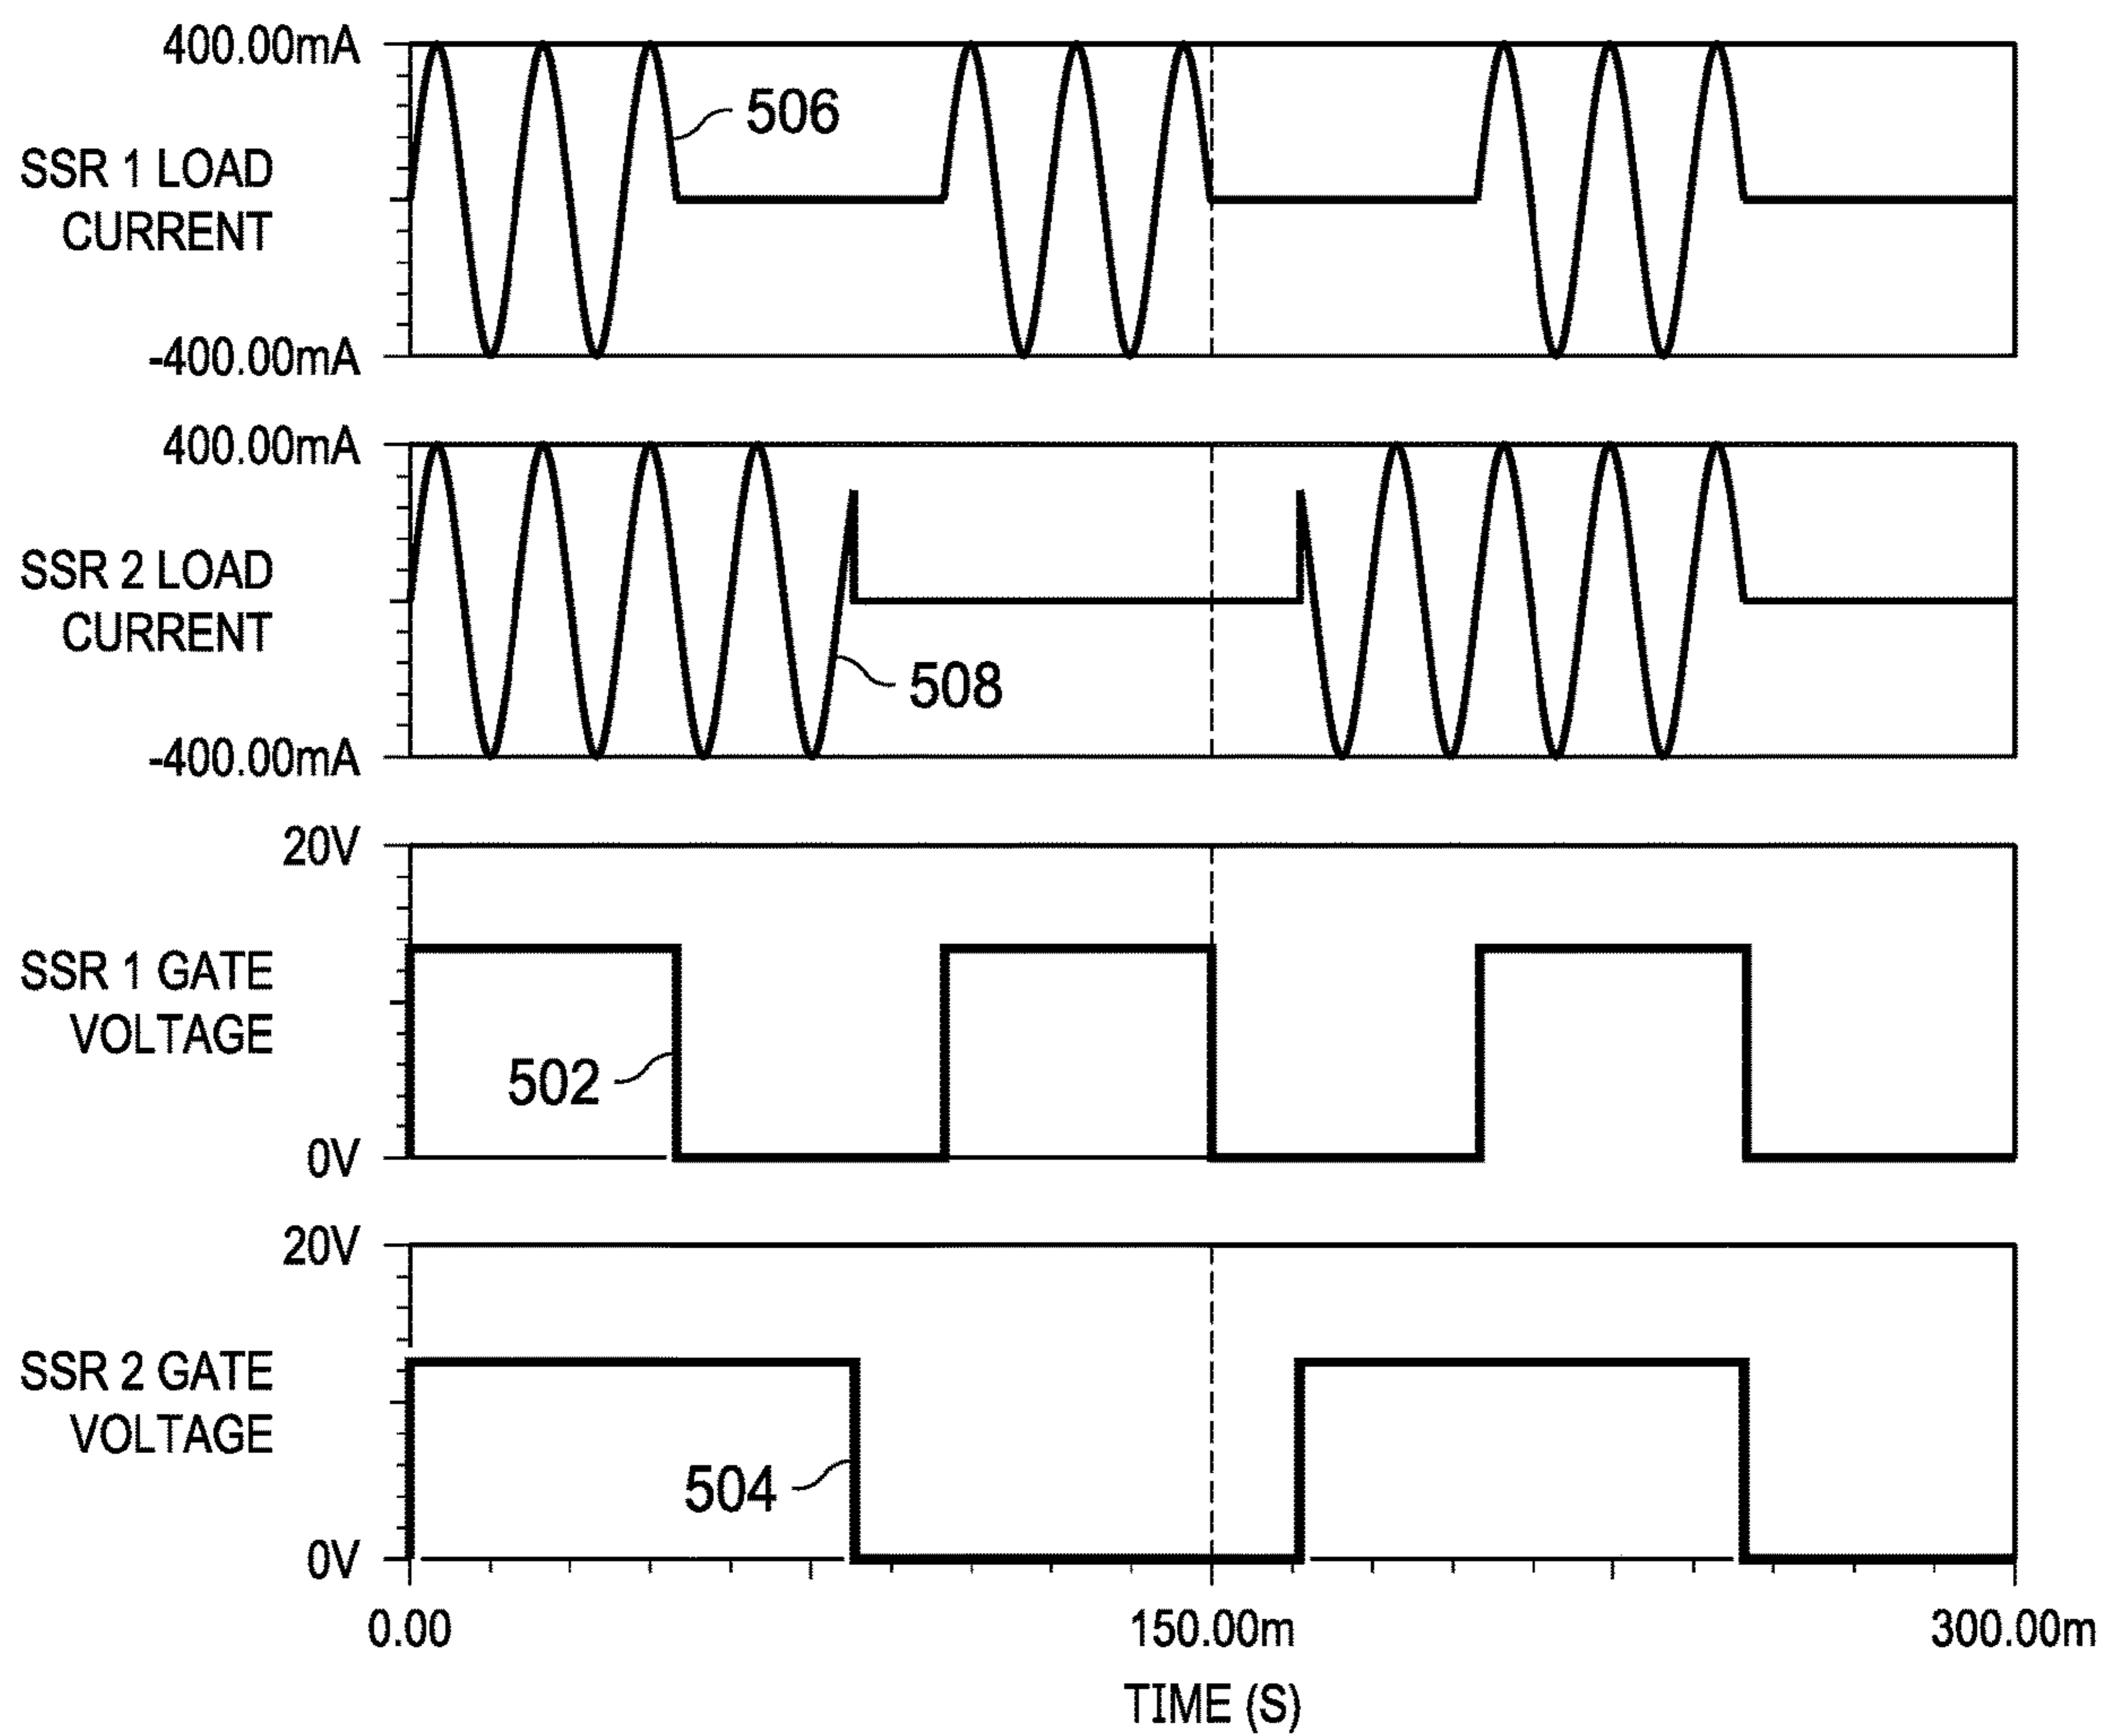 400.00mA
506
SSR 1 LOAD
CURRENT
-400.00mA
400.00mA
SSR 2 LOAD
CURRENT
508
-400.00mA
20V
SSR 1 GATE
VOLTAGE
502
0V
20V
SSR 2 GATE
VOLTAGE
504
0V
0.00 150.00m 300.00m
TIME (S)